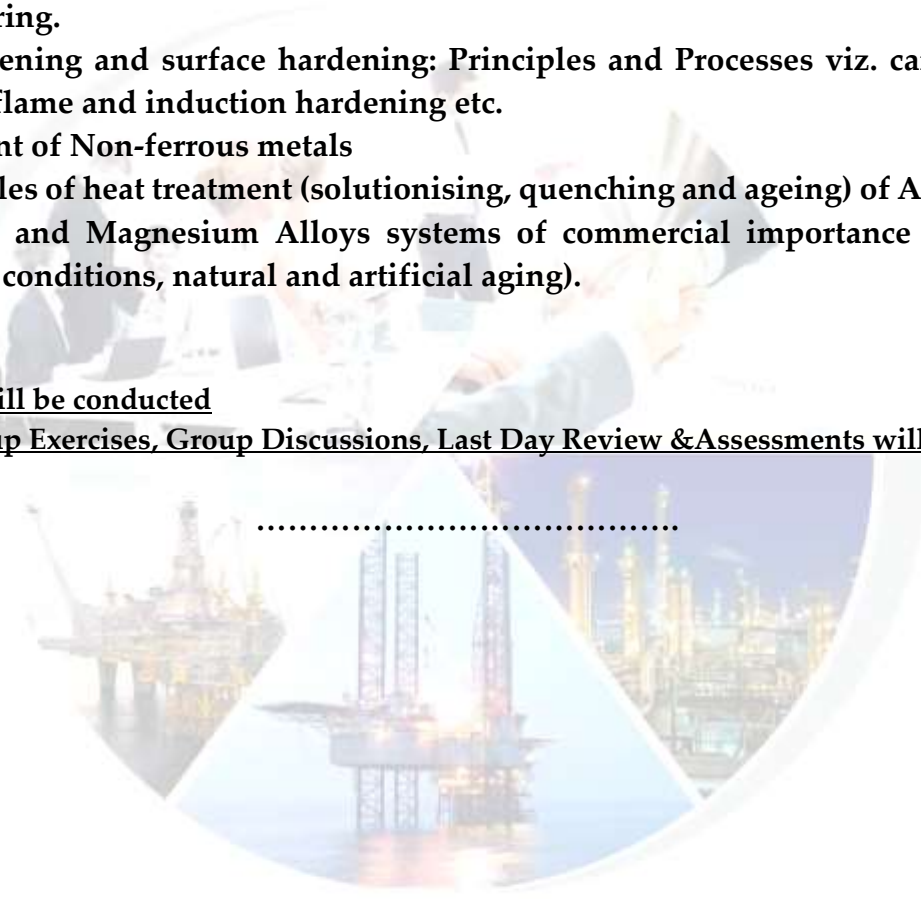 ring.
ening and surface hardening: Principles and Processes viz. ca
flame and induction hardening etc.
nt of Non-ferrous metals
les of heat treatment (solutionising, quenching and ageing) of A
and Magnesium Alloys systems of commercial importance
conditions, natural and artificial aging).
ill be conducted
up Exercises, Group Discussions, Last Day Review &Assessments will
…………………………………….